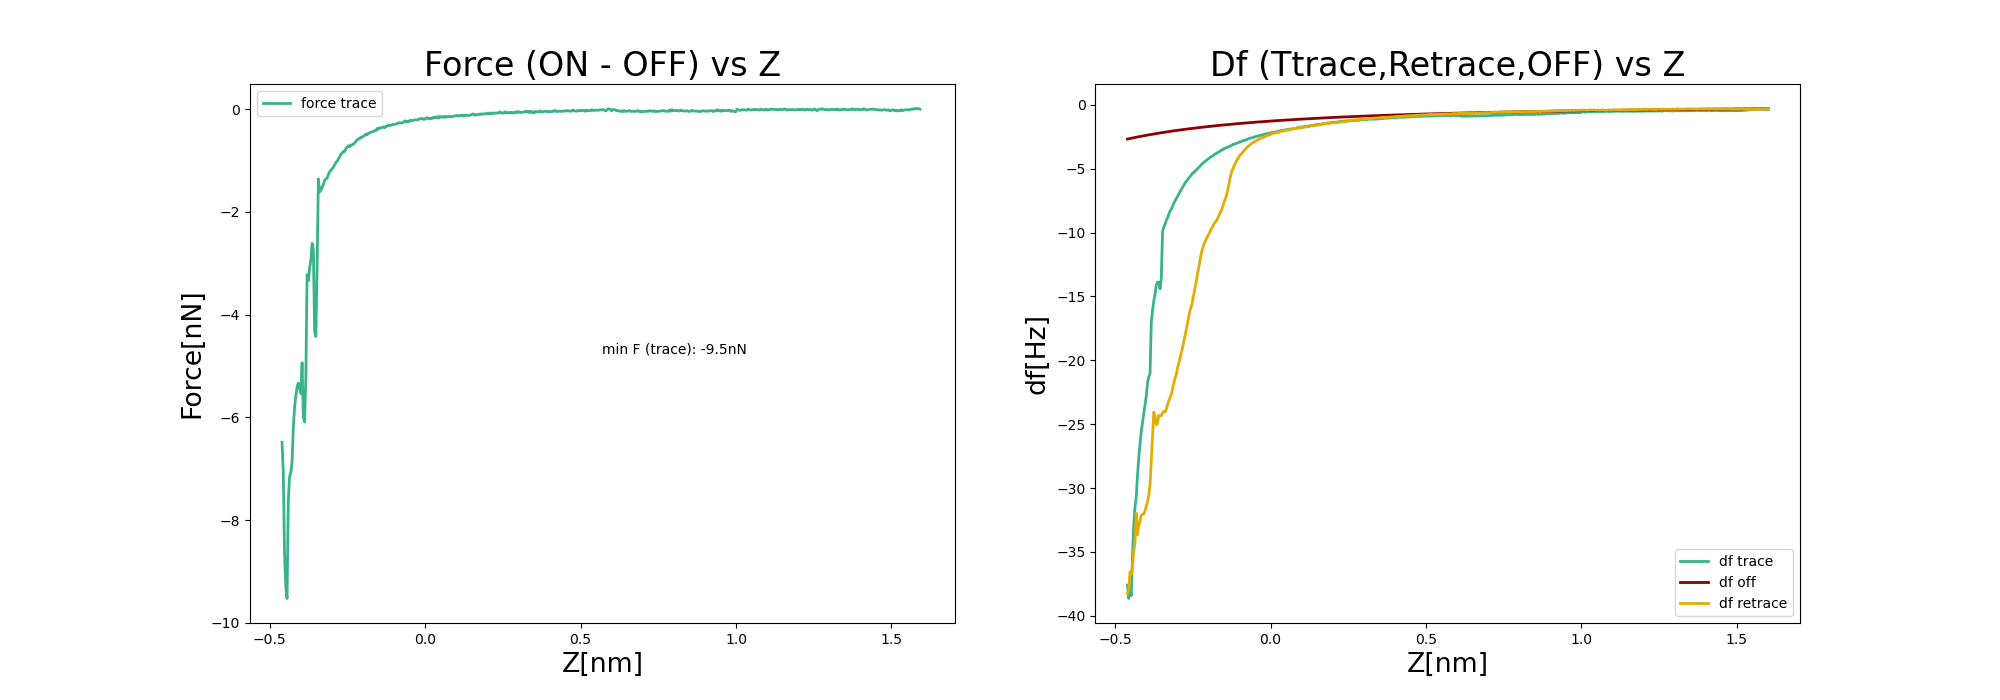 Force (ON - OFF) vs Z
force trace
0
−2
−4
−6
−8
−10
Force[nN]
min F (trace): -9.5nN
−0.5 0.0 0.5 1.0 1.5
Z[nm]
Df (Ttrace,Retrace,OFF) vs Z
0
−5
−10
−15
−20
−25
−30
−35
−40
df[Hz]
df trace
df off
df retrace
−0.5 0.0 0.5 1.0 1.5
Z[nm]